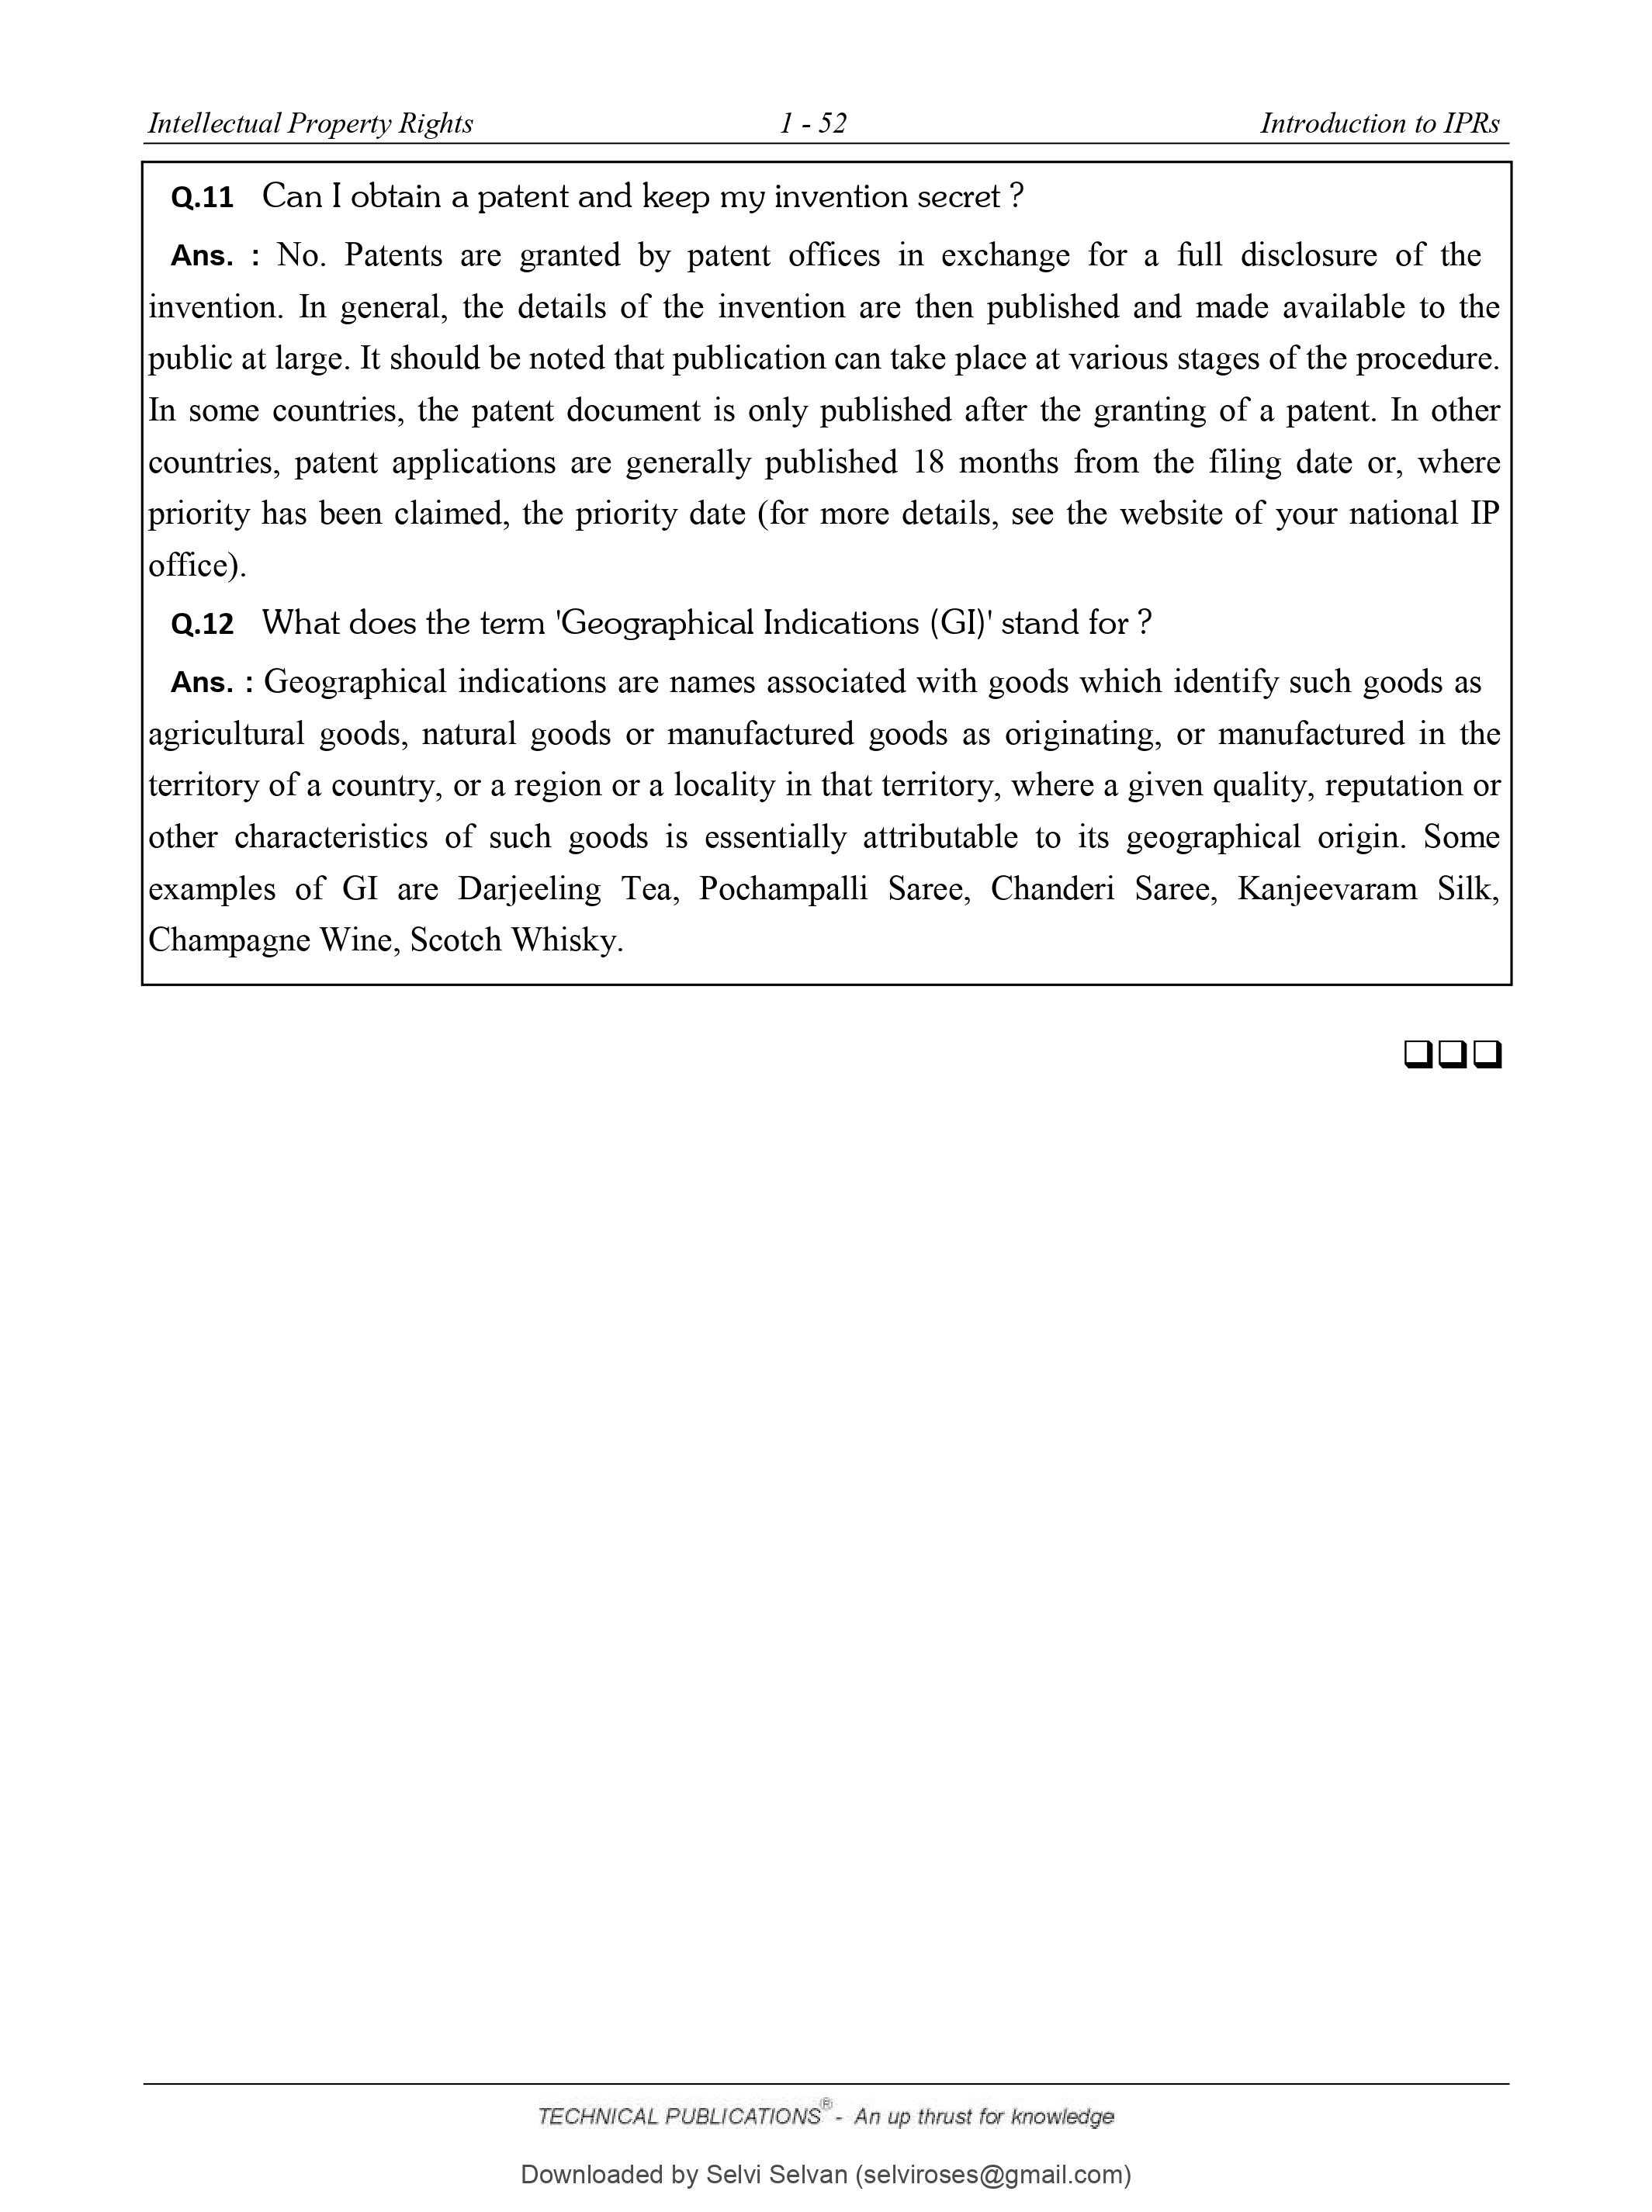 Intellectual Property Rights 1 - 52 Introduction to IPRs
Q.11 Can I obtain a patent and keep my invention secret ?
Ans. : No. Patents are granted by patent offices in exchange for a full disclosure of the
invention. In general, the details of the invention are then published and made available to the
public at large. It should be noted that publication can take place at various stages of the procedure.
In some countries, the patent document is only published after the granting of a patent. In other
countries, patent applications are generally published 18 months from the filing date or, where
priority has been claimed, the priority date (for more details, see the website of your national IP
office).
Q.12 What does the term 'Geographical Indications (GI)' stand for ?
Ans. : Geographical indications are names associated with goods which identify such goods as
agricultural goods, natural goods or manufactured goods as originating, or manufactured in the
territory of a country, or a region or a locality in that territory, where a given quality, reputation or
other characteristics of such goods is essentially attributable to its geographical origin. Some
examples of GI are Darjeeling Tea, Pochampalli Saree, Chanderi Saree, Kanjeevaram Silk,
Champagne Wine, Scotch Whisky.
❑❑❑
TECHNICAL PUBLICATIONS® - An up thrust for knowledge
Downloaded by Selvi Selvan (selviroses@gmail.com)